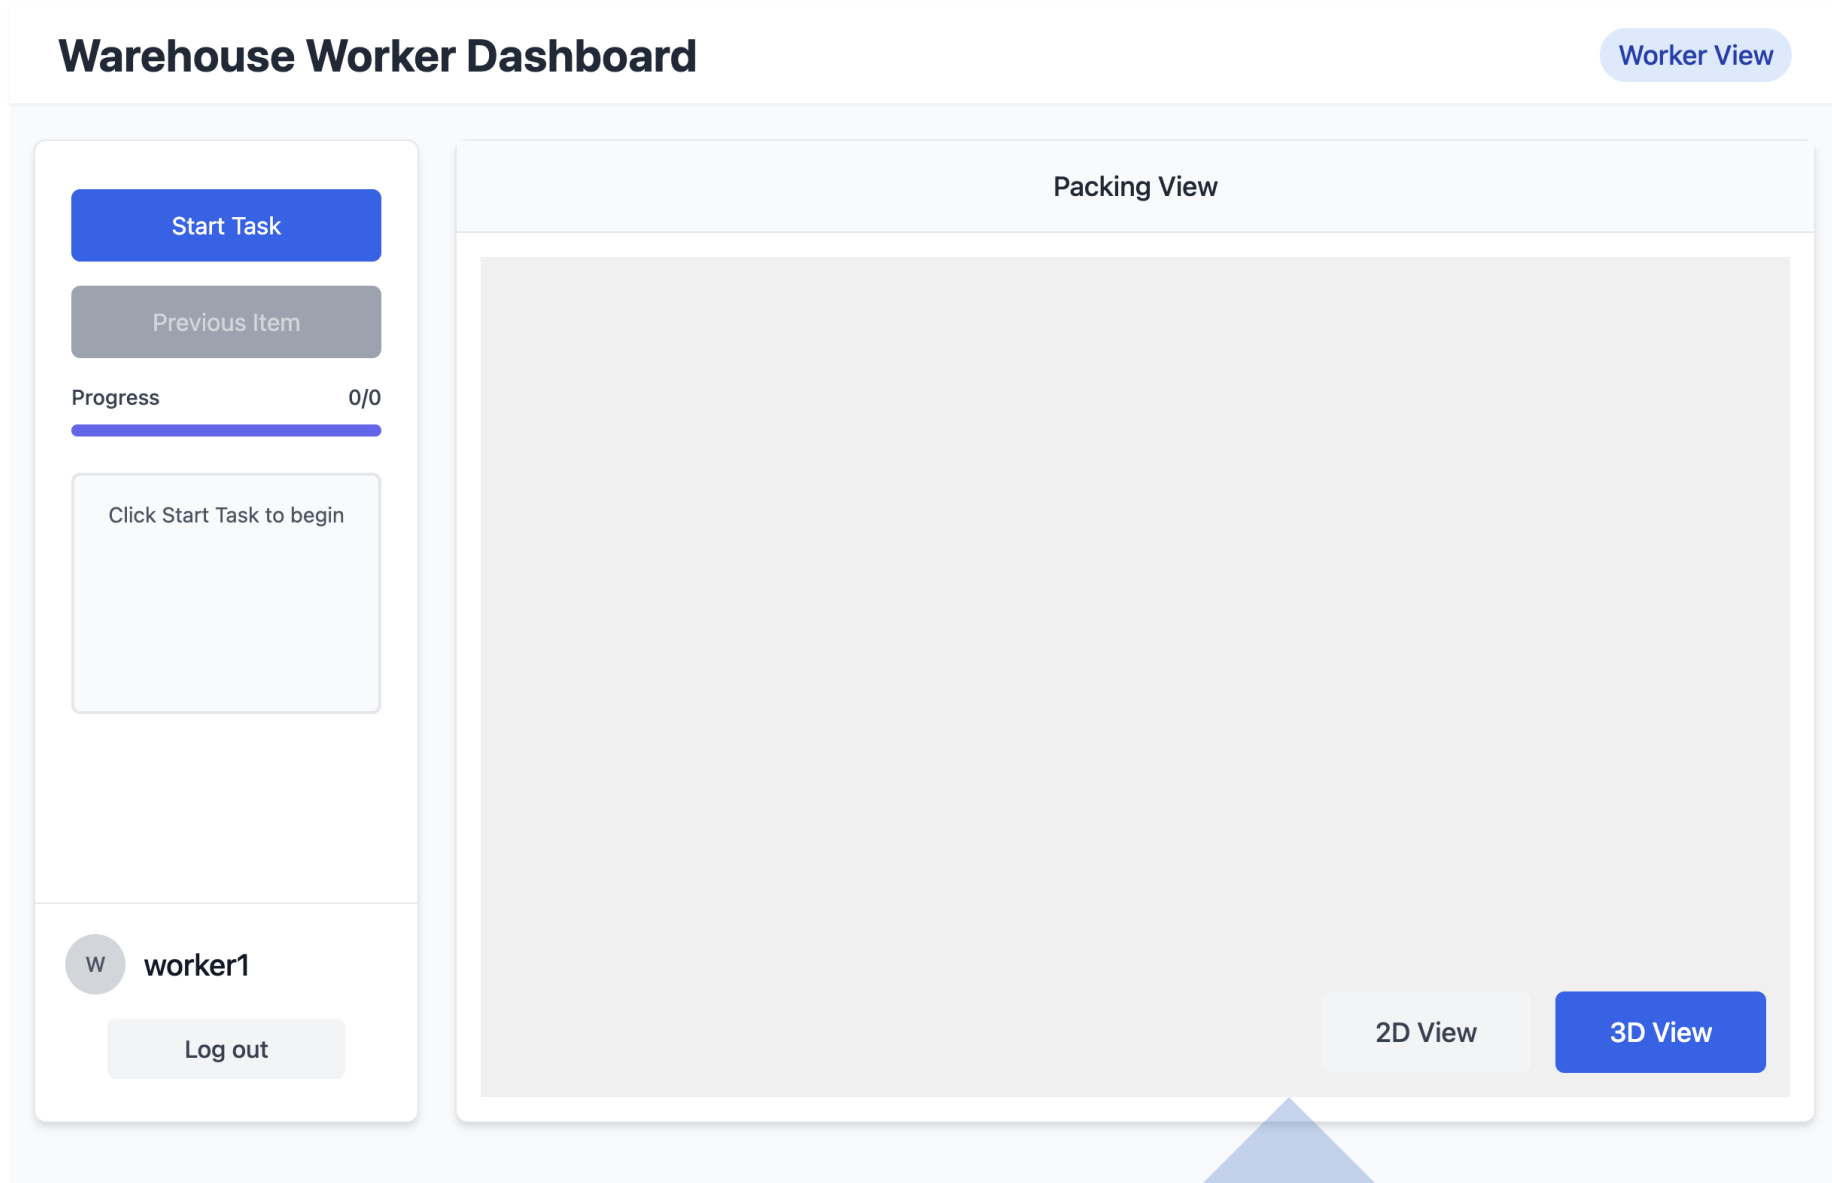 Warehouse Worker Dashboard
Worker View
Start Task
Previous Item
Progress 0/0
Click Start Task to begin
W worker1
Log out
Packing View
2D View 3D View